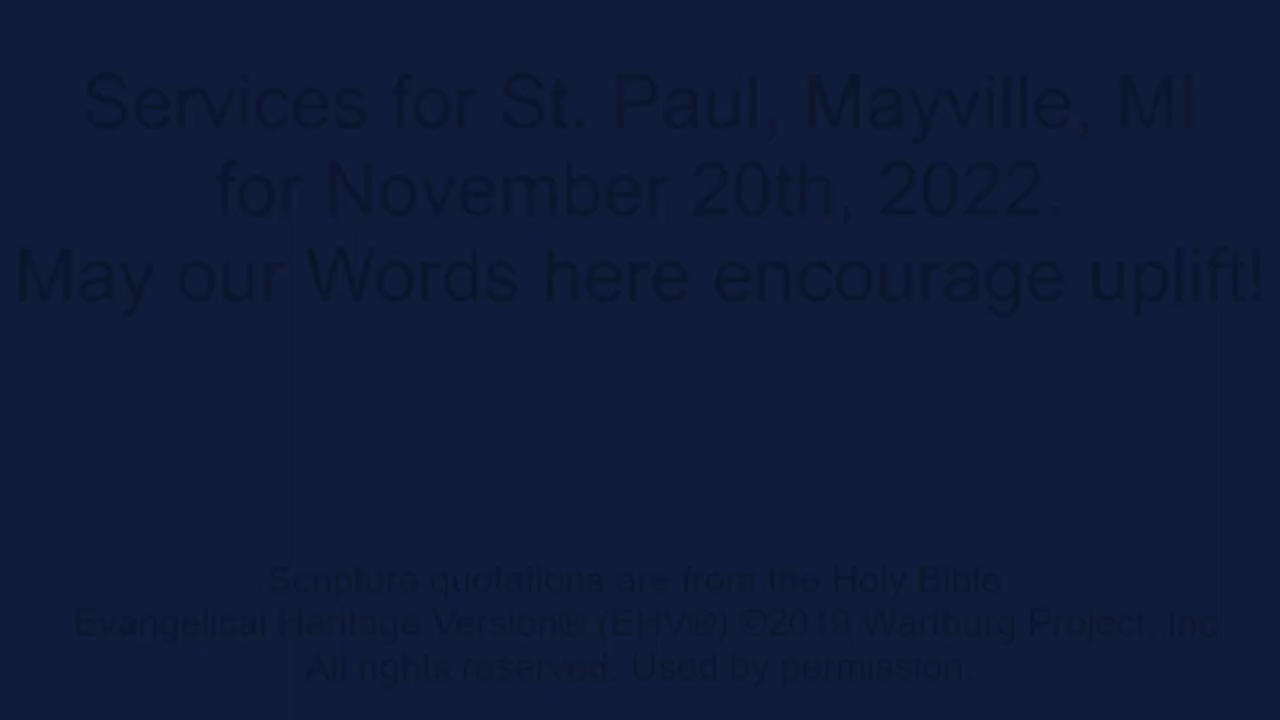 Services for St. Paul, Mayville, MI
for November 20th, 2022.
May our Words here encourage uplift!
Scripture quotations are from the Holy Bible
Evangelical Heritage Version® (EHV®) ©2019 Wartburg Project, Inc
All rights reserved. Used by permission.